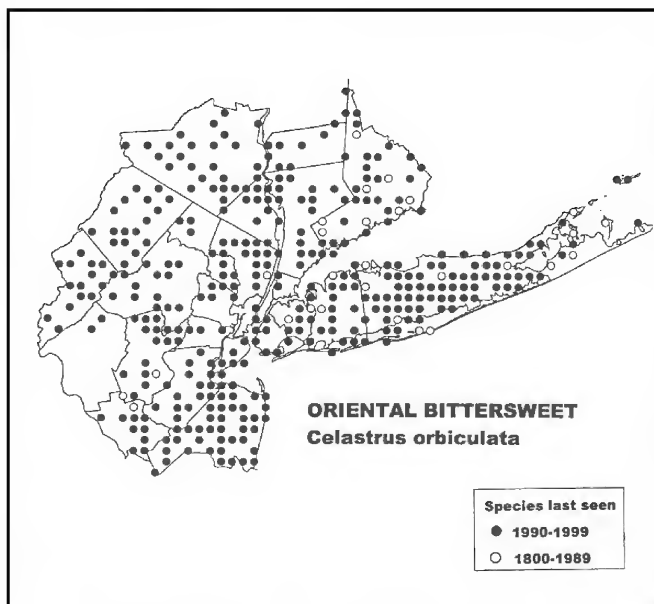 ORIENTAL BITTERSWEET
Celastrus orbiculata
Species last seen
1990-1999
1800-1989